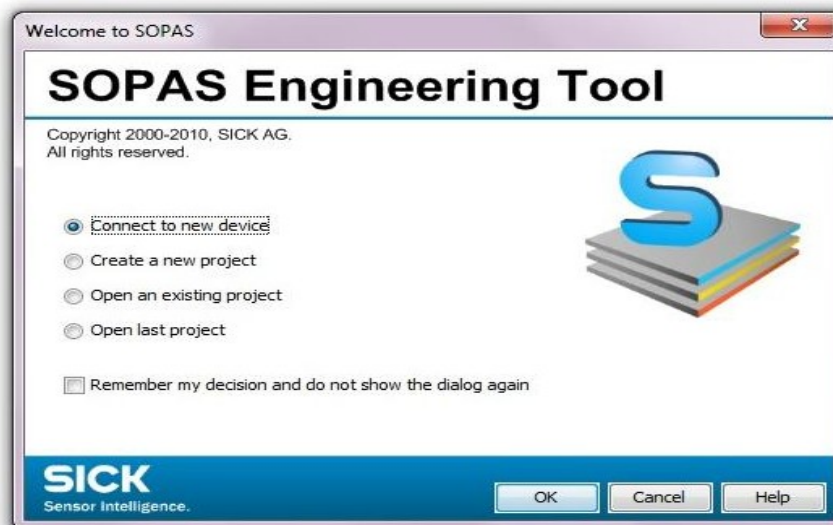 Welcome to SOPAS
SOPAS Engineering Tool
Copyright 2000-2010, SICK AG.
All rights reserved.
Connect to new device
Create a new project
Open an existing project
Open last project
Remember my decision and do not show the dialog again
SICK
Sensor Intelligence.
OK Cancel Help